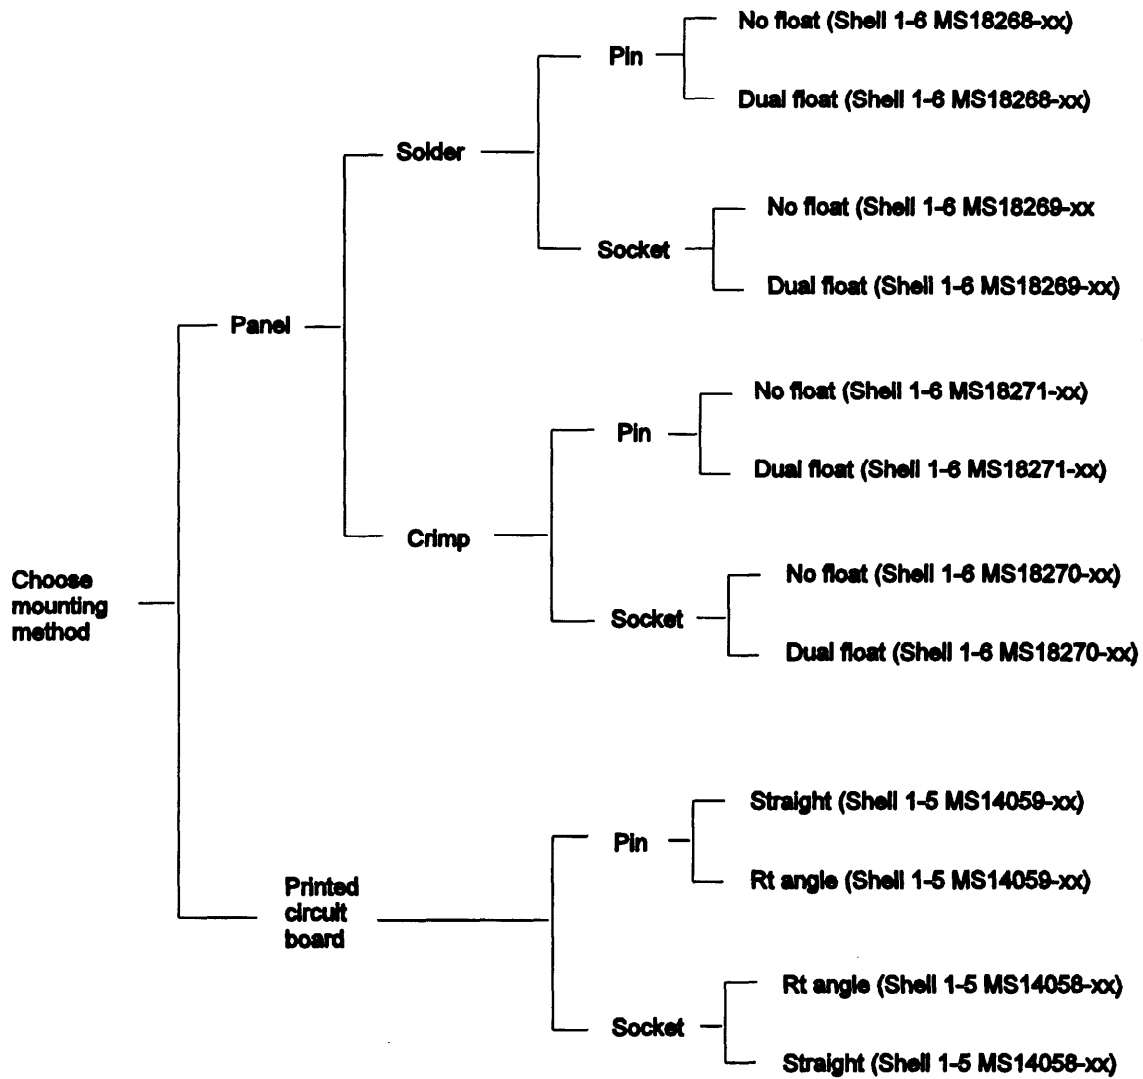 No float (Shell 1-6 MS18268-xx)
Pin
Dual float (Shell 1-6 MS18268-xx)
Solder
No float (Shell 1-6 MS18269-xx
Socket
Dual float (Shell 1-6 MS18269-xx)
Panel
No float (Shell 1-6 MS18271-xx)
Pin
Dual float (Shell 1-6 MS18271-xx)
Crimp
No float (Shell 1-6 MS18270-xx)
Socket
Dual float (Shell 1-6 MS18270-xx)
Choose
mounting
method
Straight (Shell 1-5 MS14059-xx)
Pin
Rt angle (Shell 1-5 MS14059-xx)
Printed
circuit
board
Rt angle (Shell 1-5 MS14058-xx)
Socket
Straight (Shell 1-5 MS14058-xx)